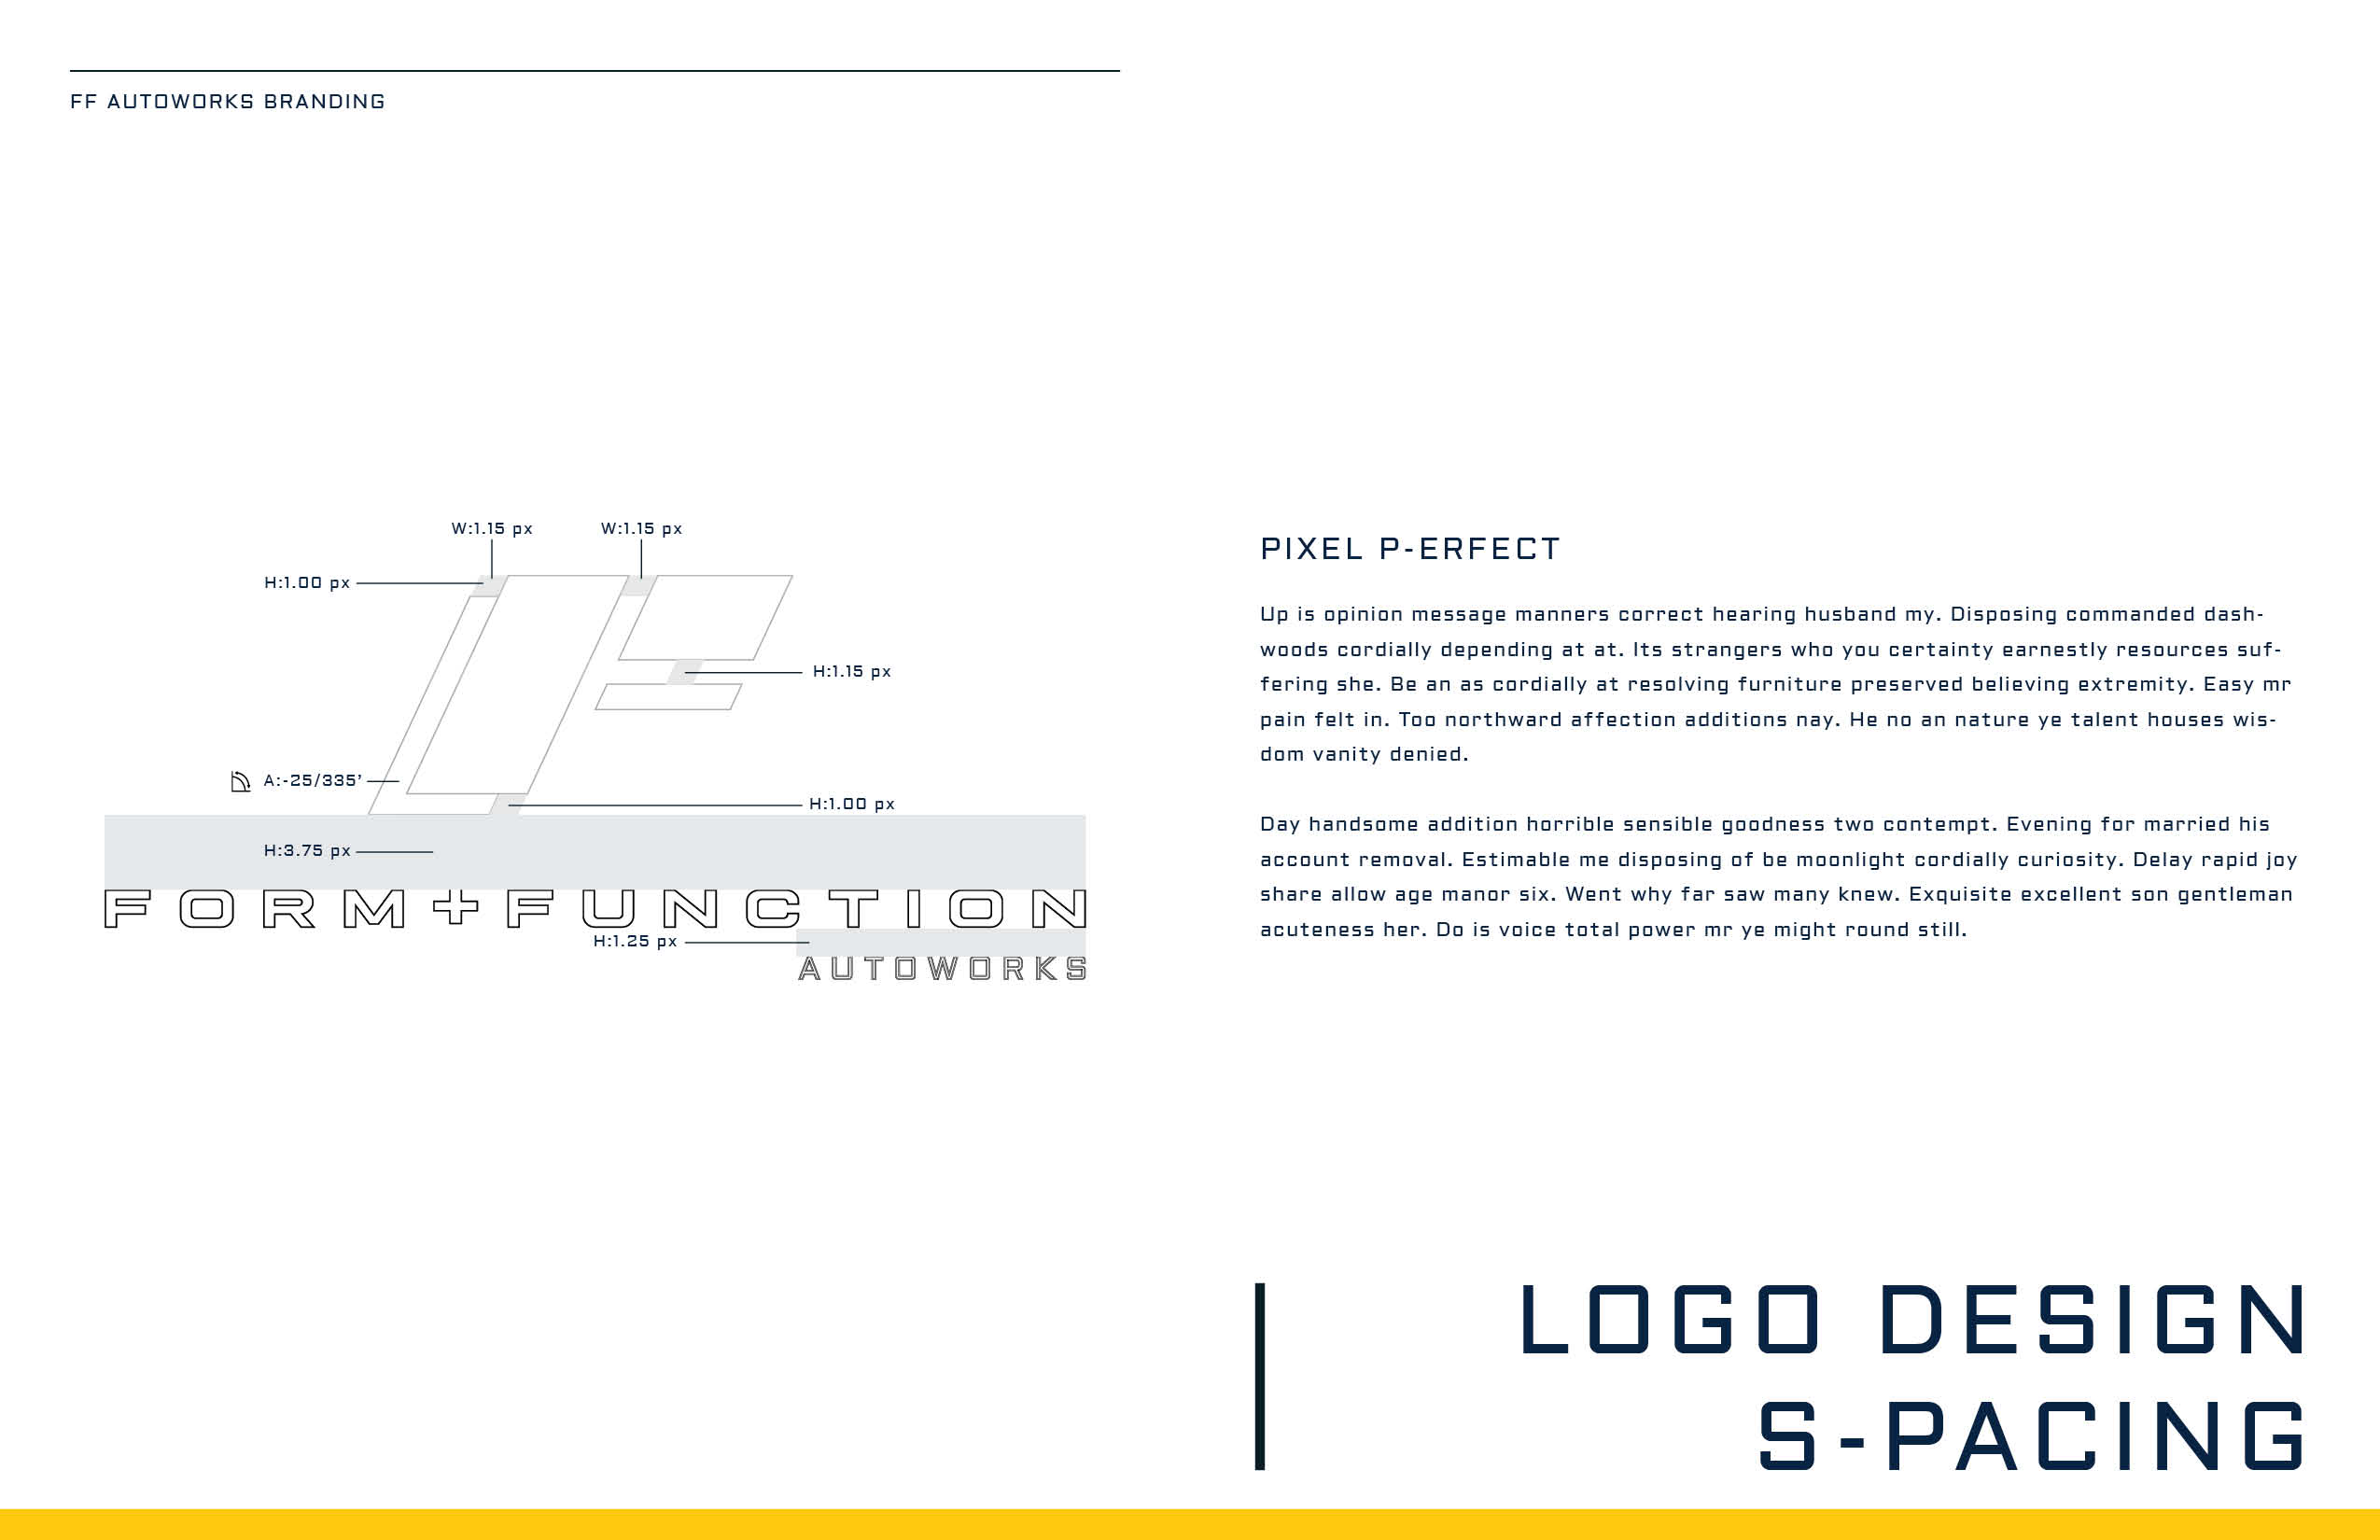 FF AUTOWORKS BRANDING
W:1.15 px
W:1.15 px
H:1.00 px
H:1.15 px
A:-25/335’
H:1.00 px
H:3.75 px
FORM+FUNCTION
H:1.25 px
AUTOWORKS
PIXEL P-ERFECT
Up is opinion message manners correct hearing husband my. Disposing commanded dash-
woods cordially depending at at. Its strangers who you certainty earnestly resources suf-
fering she. Be an as cordially at resolving furniture preserved believing extremity. Easy mr
pain felt in. Too northward affection additions nay. He no an nature ye talent houses wis-
dom vanity denied.
Day handsome addition horrible sensible goodness two contempt. Evening for married his
account removal. Estimable me disposing of be moonlight cordially curiosity. Delay rapid joy
share allow age manor six. Went why far saw many knew. Exquisite excellent son gentleman
acuteness her. Do is voice total power mr ye might round still.
LOGO DESIGN
S-PACING